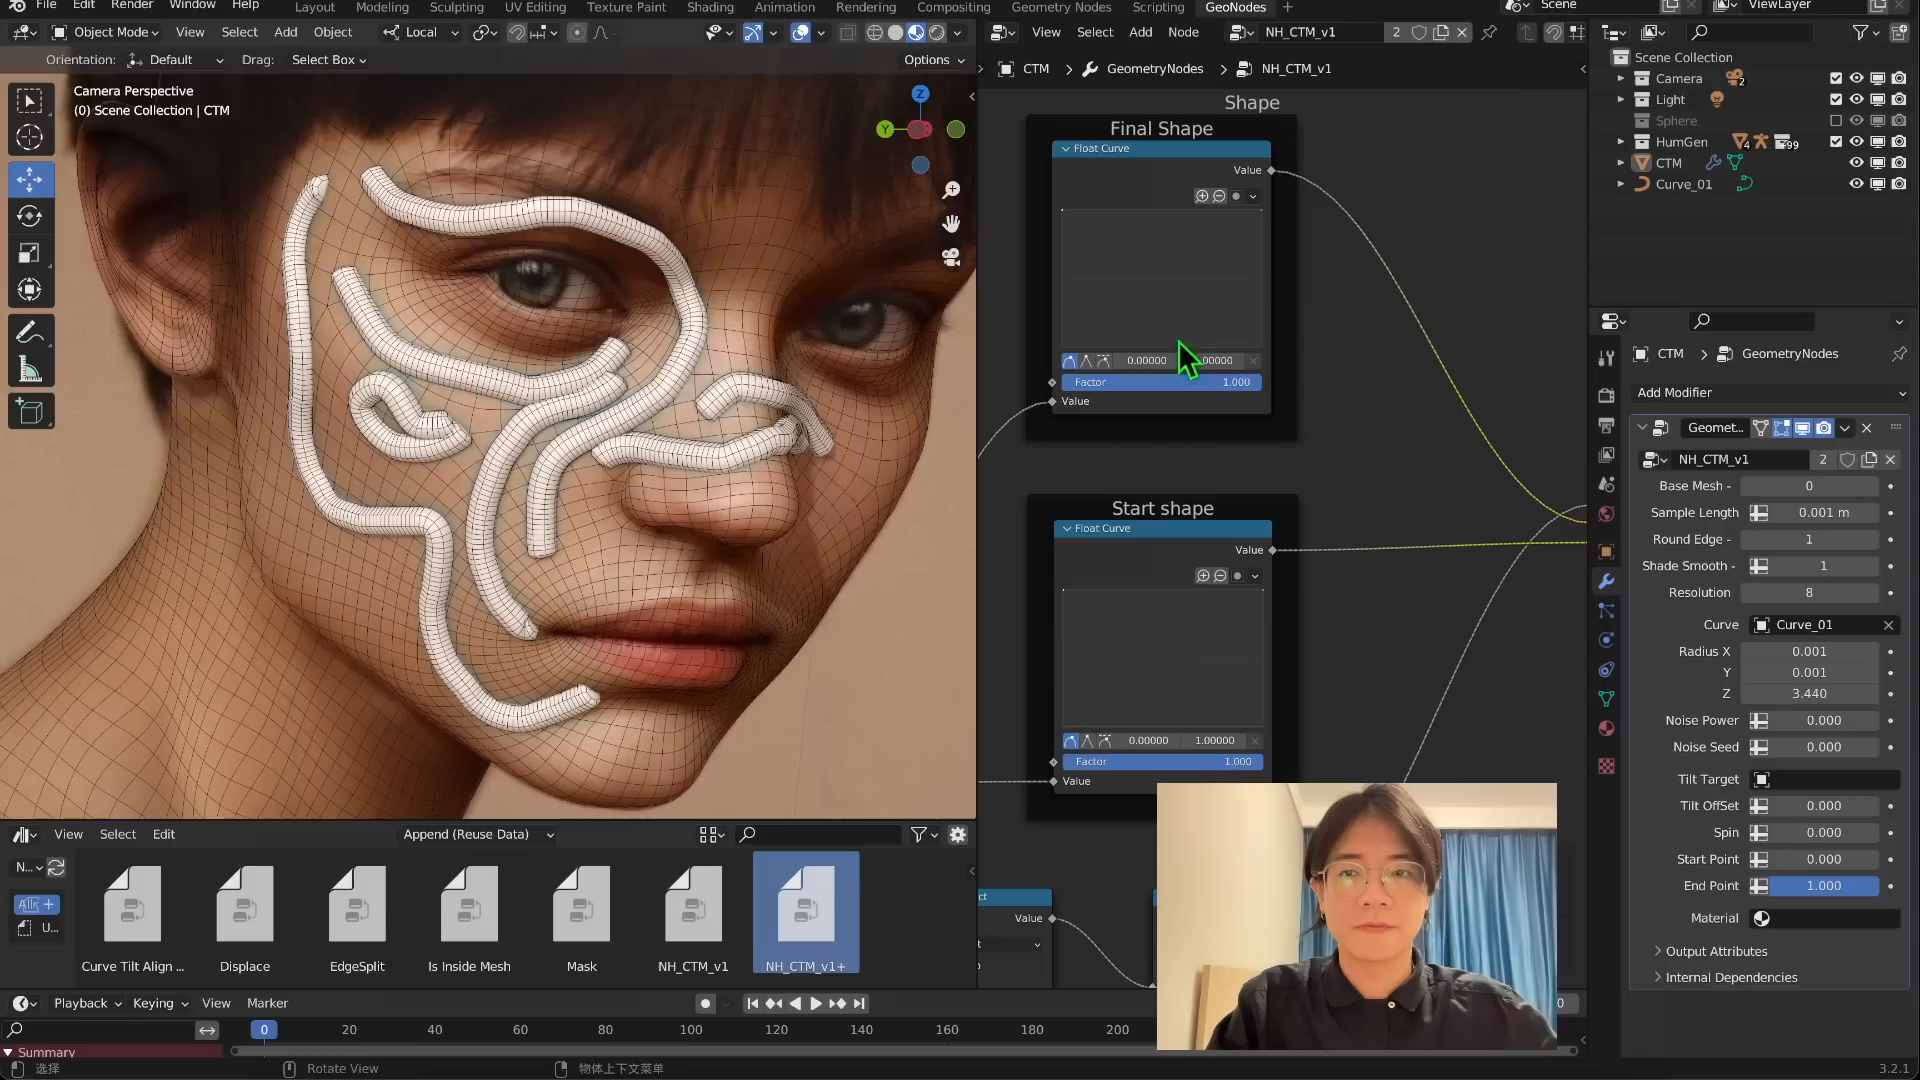 File Edit Render Window Help
Layout Modeling Sculpting UV Editing Texture Paint Shading Animation Rendering Compositing Geometry Nodes Scripting GeoNodes +
Scene
ViewLayer
Object Mode View Select Add Object Local
Orientation: Default Drag: Select Box
Options
Camera Perspective
(0) Scene Collection | CTM
Z
Y
View Select Add Node NH_CTM_v1 2
CTM > GeometryNodes > NH_CTM_v1
Shape
Final Shape
Float Curve
Value
0.00000
Factor 1.000
Value
Start shape
Float Curve
Value
0.00000 1.00000
Factor 1.000
Value
ct
Value
Scene Collection
Camera 2
Light
Sphere
HumGen 4 99
CTM
Curve_01
CTM > GeometryNodes
Add Modifier
Geomet...
NH_CTM_v1 2
Base Mesh - 0
Sample Length 0.001 m
Round Edge - 1
Shade Smooth - 1
Resolution 8
Curve Curve_01
Radius X 0.001
Y 0.001
Z 3.440
Noise Power 0.000
Noise Seed 0.000
Tilt Target
Tilt OffSet 0.000
Spin 0.000
Start Point 0.000
End Point 1.000
Material
Output Attributes
Internal Dependencies
View Select Edit Append (Reuse Data)
N...
All +
U...
Curve Tilt Align ... Displace EdgeSplit Is Inside Mesh Mask NH_CTM_v1 NH_CTM_v1+
Playback Keying View Marker
0 20 40 60 80 100 120 140 160 180 200
Summary
选择 Rotate View 物体上下文菜单
3.2.1